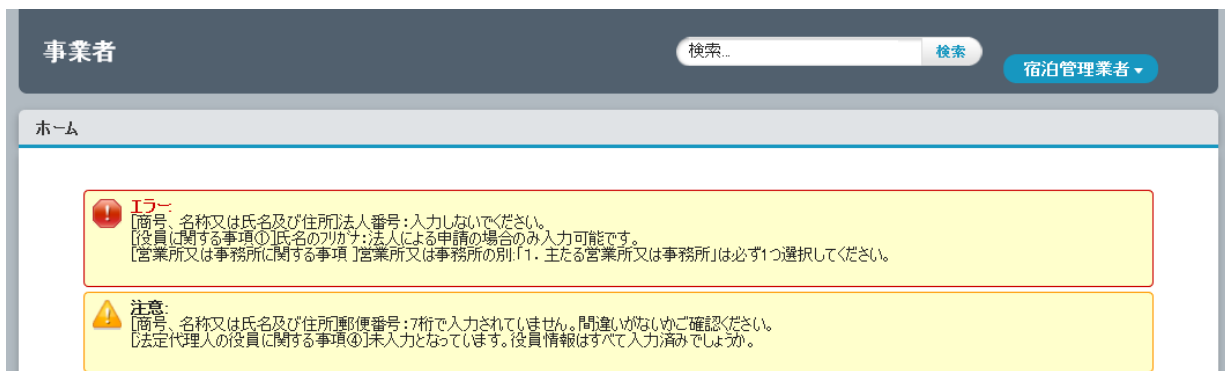 事業者
検索...
検索
宿泊管理業者▼
ホーム
エラー:
[商号、名称又は氏名及び住所]法人番号:入力しないでください。
[役員に関する事項①]氏名のフリガナ:法人による申請の場合のみ入力可能です。
[営業所又は事務所に関する事項 ]営業所又は事務所の別:「1．主たる営業所又は事務所」は必ず1つ選択してください。
注意:
[商号、名称又は氏名及び住所]郵便番号:7桁で入力されていません。間違いがないかご確認ください。
[法定代理人の役員に関する事項④]未入力となっています。役員情報はすべて入力済みでしょうか。